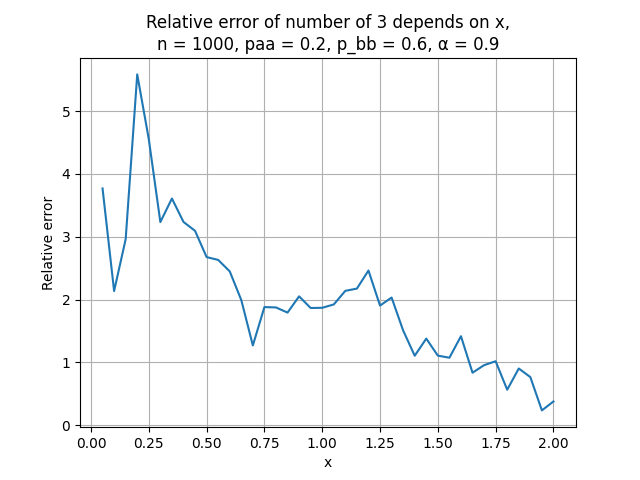 Relative error of number of 3 depends on x,
n = 1000, paa = 0.2, p_bb = 0.6, α = 0.9
Relative error
5
4
3
2
1
0
0.00 0.25 0.50 0.75 1.00 1.25 1.50 1.75 2.00
x